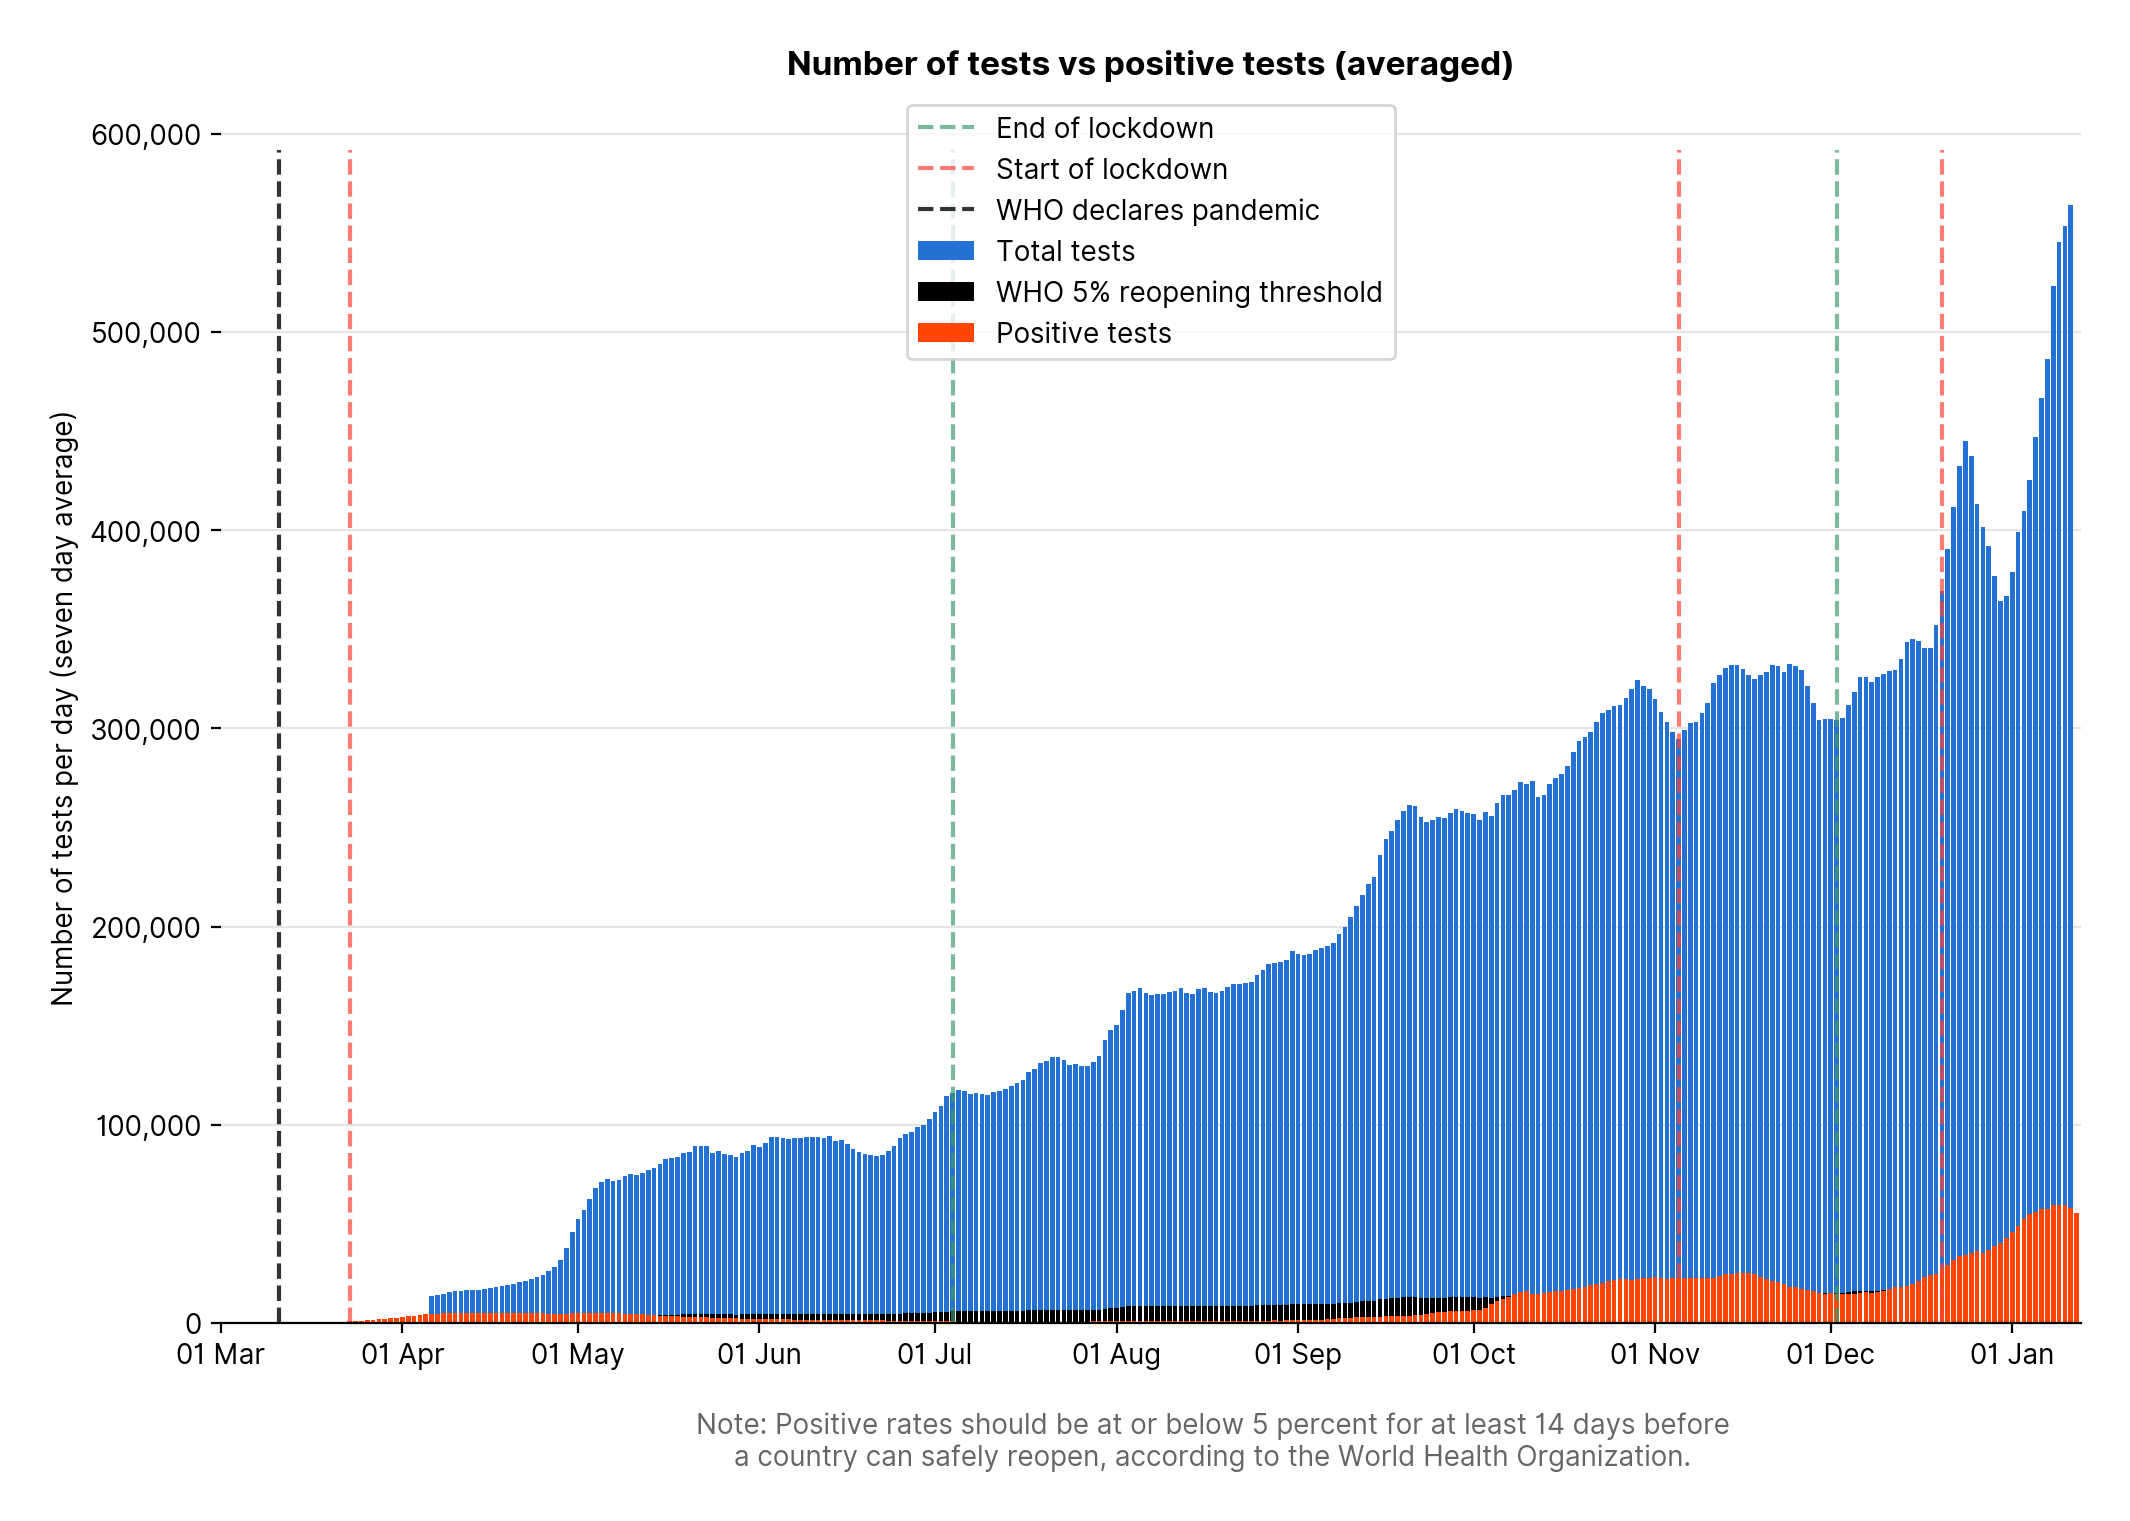 Number of tests vs positive tests (averaged)
End of lockdown
Start of lockdown
WHO declares pandemic
Total tests
WHO 5% reopening threshold
Positive tests
Number of tests per day (seven day average)
600,000
500,000
400,000
300,000
200,000
100,000
0
01 Mar
01 Apr
01 May
01 Jun
01 Jul
01 Aug
01 Sep
01 Oct
01 Nov
01 Dec
01 Jan
Note: Positive rates should be at or below 5 percent for at least 14 days before
a country can safely reopen, according to the World Health Organization.